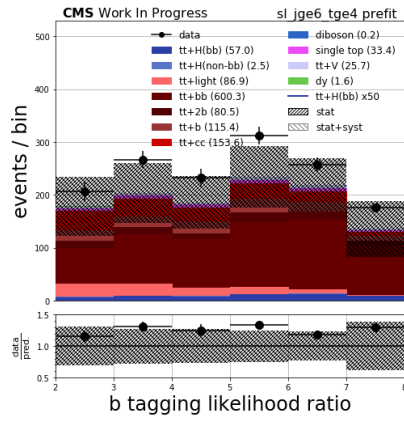 CMS Work In Progress
sl_jge6_tge4 prefit
data
tt+H(bb) (57.0)
tt+H(non-bb) (2.5)
tt+light (86.9)
tt+bb (600.3)
tt+2b (80.5)
tt+b (115.4)
tt+cc (153.6)
diboson (0.2)
single top (33.4)
tt+V (25.7)
dy (1.6)
tt+H(bb) x50
stat
stat+syst
events / bin
500
400
300
200
100
0
data
pred.
1.5
1.0
0.5
2 3 4 5 6 7 8
b tagging likelihood ratio